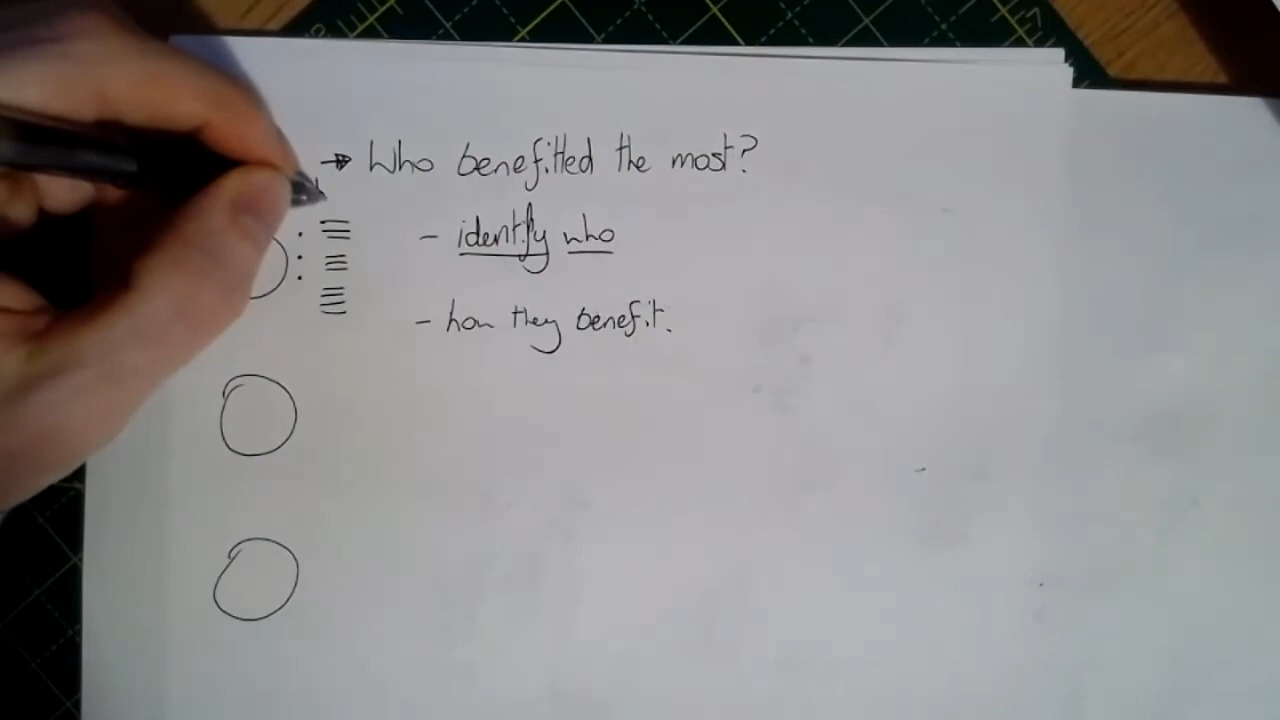 Who benefitted the most?
- identify who
- how they benefit.